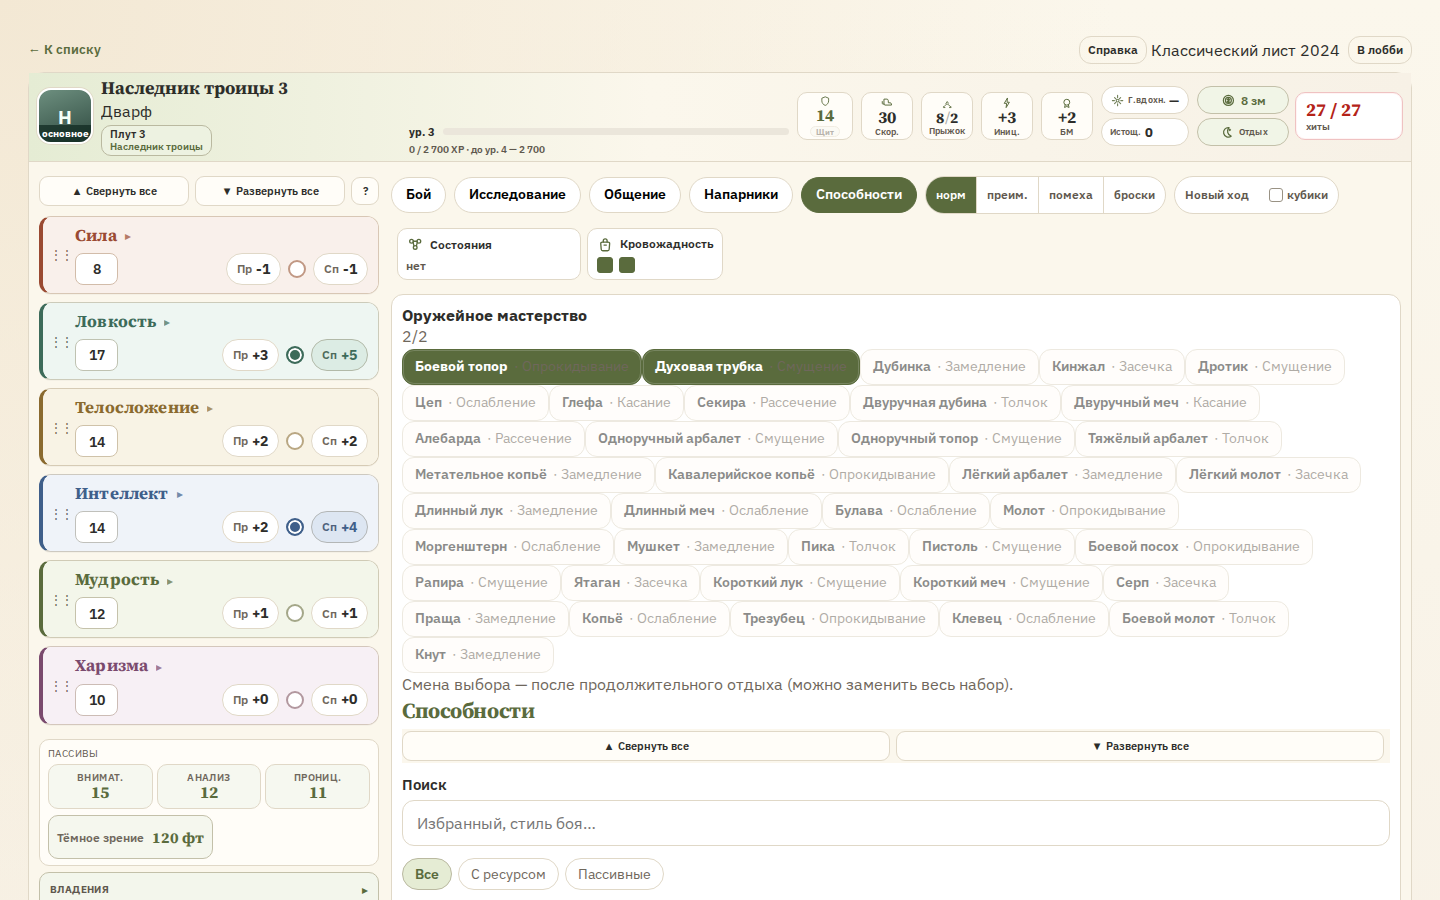 ← К списку
Справка Классический лист 2024 В лобби
Н
основное
Наследник троицы 3
Дварф
Плут 3
Наследник троицы
ур. 3
0 / 2 700 XP · до ур. 4 — 2 700
14
Щит
30
Скор.
8/2
Прыжок
+3
Иниц.
+2
БМ
Г.вдохн. —
Истощ. 0
8 зм
Отдых
27 / 27
хиты
▲ Свернуть все ▼ Развернуть все ?
Сила ▸
8 Пр -1 Сп -1
Ловкость ▸
17 Пр +3 Сп +5
Телосложение ▸
14 Пр +2 Сп +2
Интеллект ▸
14 Пр +2 Сп +4
Мудрость ▸
12 Пр +1 Сп +1
Харизма ▸
10 Пр +0 Сп +0
ПАССИВЫ
ВНИМАТ. АНАЛИЗ ПРОНИЦ.
15 12 11
Тёмное зрение 120 фт
ВЛАДЕНИЯ ▸
Бой Исследование Общение Напарники Способности норм преим. помеха броски Новый ход кубики
Состояния
нет
Кровожадность
Оружейное мастерство
2/2
Боевой топор · Опрокидывание Духовая трубка · Смущение Дубинка · Замедление Кинжал · Засечка Дротик · Смущение
Цеп · Ослабление Глефа · Касание Секира · Рассечение Двуручная дубина · Толчок Двуручный меч · Касание
Алебарда · Рассечение Одноручный арбалет · Смущение Одноручный топор · Смущение Тяжёлый арбалет · Толчок
Метательное копьё · Замедление Кавалерийское копьё · Опрокидывание Лёгкий арбалет · Замедление Лёгкий молот · Засечка
Длинный лук · Замедление Длинный меч · Ослабление Булава · Ослабление Молот · Опрокидывание
Моргенштерн · Ослабление Мушкет · Замедление Пика · Толчок Пистоль · Смущение Боевой посох · Опрокидывание
Рапира · Смущение Ятаган · Засечка Короткий лук · Смущение Короткий меч · Смущение Серп · Засечка
Праща · Замедление Копьё · Ослабление Трезубец · Опрокидывание Клевец · Ослабление Боевой молот · Толчок
Кнут · Замедление
Смена выбора — после продолжительного отдыха (можно заменить весь набор).
Способности
▲ Свернуть все ▼ Развернуть все
Поиск
Избранный, стиль боя...
Все С ресурсом Пассивные